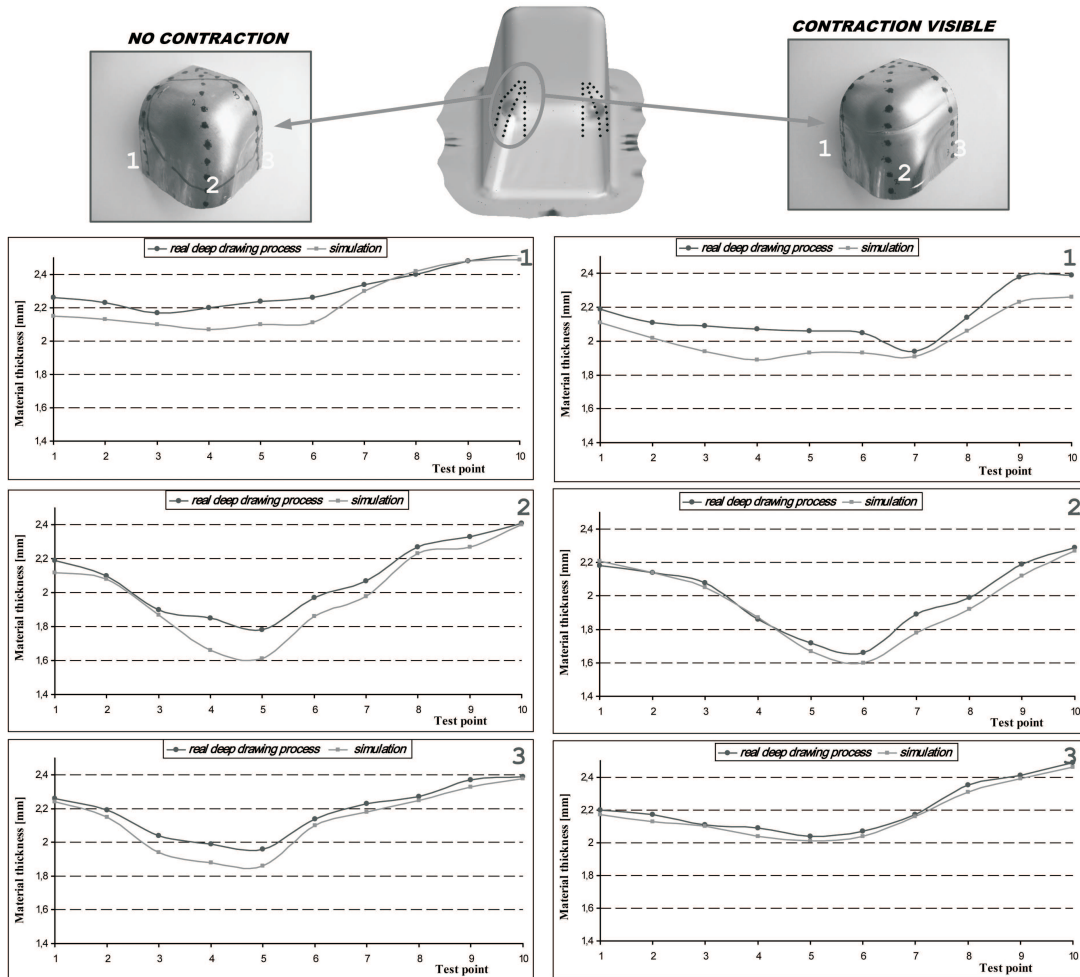 NO CONTRACTION
CONTRACTION VISIBLE
1
2
3
1
2
3
real deep drawing process simulation
1
Material thickness [mm]
2,4
2,2
2
1,8
1,6
1,4
1 2 3 4 5 6 7 8 9 10
Test point
real deep drawing process simulation
1
Material thickness [mm]
2,4
2,2
2
1,8
1,6
1,4
1 2 3 4 5 6 7 8 9 10
Test point
real deep drawing process simulation
2
Material thickness [mm]
2,4
2,2
2
1,8
1,6
1,4
1 2 3 4 5 6 7 8 9 10
Test point
real deep drawing process simulation
2
Material thickness [mm]
2,4
2,2
2
1,8
1,6
1,4
1 2 3 4 5 6 7 8 9 10
Test point
real deep drawing process simulation
3
Material thickness [mm]
2,4
2,2
2
1,8
1,6
1,4
1 2 3 4 5 6 7 8 9 10
Test point
real deep drawing process simulation
3
Material thickness [mm]
2,4
2,2
2
1,8
1,6
1,4
1 2 3 4 5 6 7 8 9 10
Test point